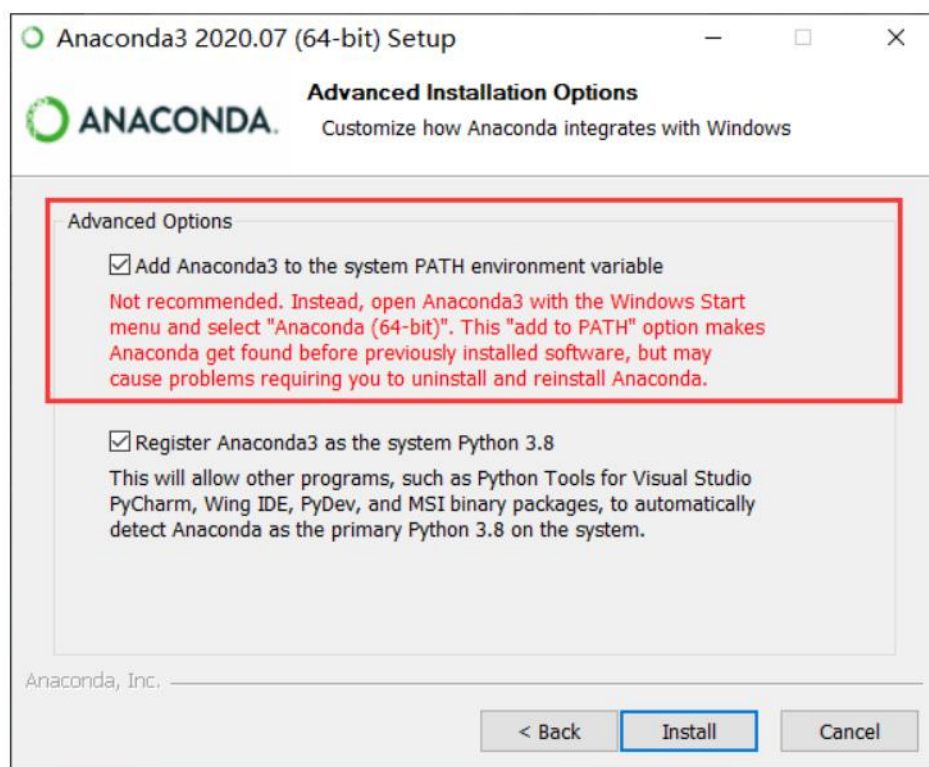 Anaconda3 2020.07 (64-bit) Setup
ANACONDA.
Advanced Installation Options
Customize how Anaconda integrates with Windows
Advanced Options
Add Anaconda3 to the system PATH environment variable
Not recommended. Instead, open Anaconda3 with the Windows Start
menu and select "Anaconda (64-bit)". This "add to PATH" option makes
Anaconda get found before previously installed software, but may
cause problems requiring you to uninstall and reinstall Anaconda.
Register Anaconda3 as the system Python 3.8
This will allow other programs, such as Python Tools for Visual Studio
PyCharm, Wing IDE, PyDev, and MSI binary packages, to automatically
detect Anaconda as the primary Python 3.8 on the system.
Anaconda, Inc.
< Back
Install
Cancel